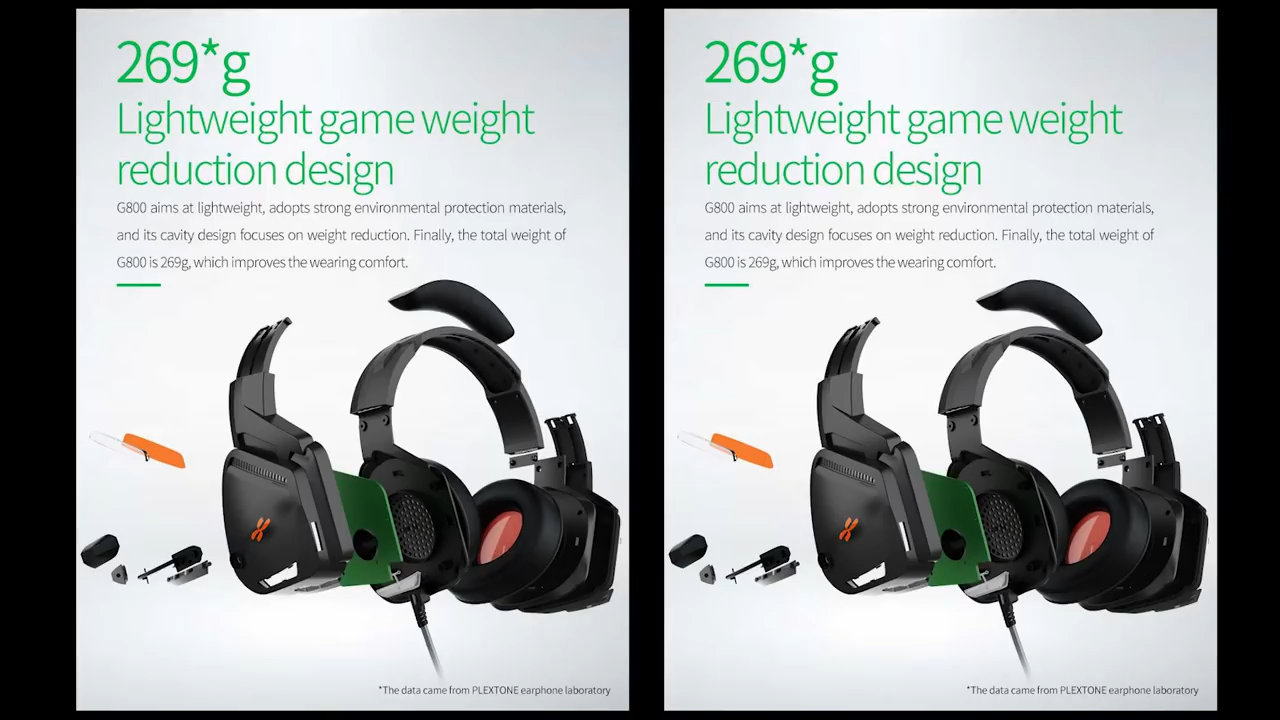 269*g
Lightweight game weight
reduction design
G800 aims at lightweight, adopts strong environmental protection materials,
and its cavity design focuses on weight reduction. Finally, the total weight of
G800 is 269g, which improves the wearing comfort.
*The data came from PLEXTONE earphone laboratory
269*g
Lightweight game weight
reduction design
G800 aims at lightweight, adopts strong environmental protection materials,
and its cavity design focuses on weight reduction. Finally, the total weight of
G800 is 269g, which improves the wearing comfort.
*The data came from PLEXTONE earphone laboratory